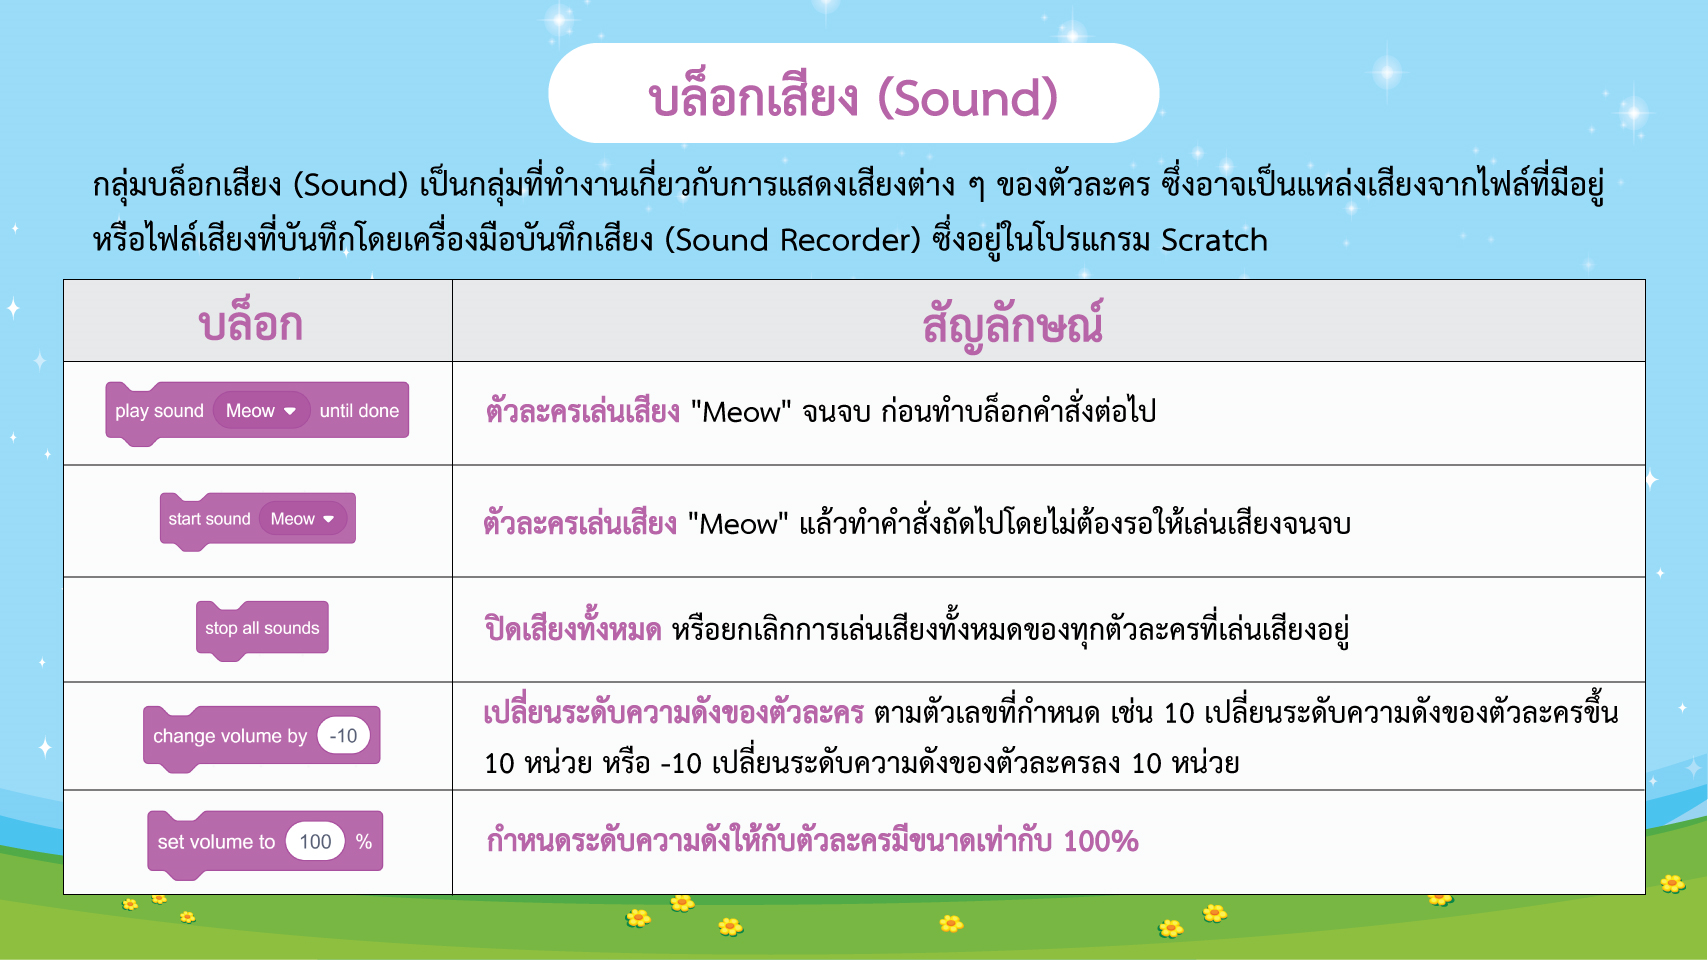 บล็อกเสียง (Sound)
กลุ่มบล็อกเสียง (Sound) เป็นกลุ่มที่ทำงานเกี่ยวกับการแสดงเสียงต่าง ๆ ของตัวละคร ซึ่งอาจเป็นแหล่งเสียงจากไฟล์ที่มีอยู่
หรือไฟล์เสียงที่บันทึกโดยเครื่องมือบันทึกเสียง (Sound Recorder) ซึ่งอยู่ในโปรแกรม Scratch
บล็อก
สัญลักษณ์
play sound Meow until done
ตัวละครเล่นเสียง "Meow" จนจบ ก่อนทำบล็อกคำสั่งต่อไป
start sound Meow
ตัวละครเล่นเสียง "Meow" แล้วทำคำสั่งถัดไปโดยไม่ต้องรอให้เล่นเสียงจนจบ
stop all sounds
ปิดเสียงทั้งหมด หรือยกเลิกการเล่นเสียงทั้งหมดของทุกตัวละครที่เล่นเสียงอยู่
change volume by -10
เปลี่ยนระดับความดังของตัวละคร ตามตัวเลขที่กำหนด เช่น 10 เปลี่ยนระดับความดังของตัวละครขึ้น
10 หน่วย หรือ -10 เปลี่ยนระดับความดังของตัวละครลง 10 หน่วย
set volume to 100 %
กำหนดระดับความดังให้กับตัวละครมีขนาดเท่ากับ 100%